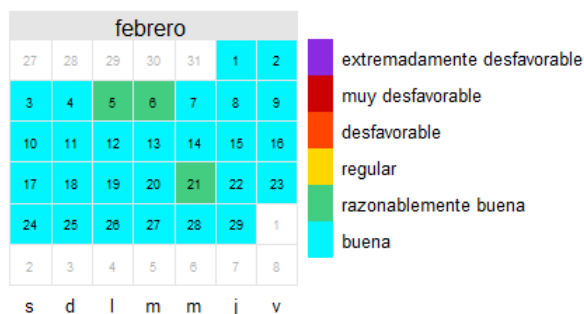 febrero
27 28 29 30 31 1 2
3 4 5 6 7 8 9
10 11 12 13 14 15 16
17 18 19 20 21 22 23
24 25 26 27 28 29 1
2 3 4 5 6 7 8
s d l m m j v
extremadamente desfavorable
muy desfavorable
desfavorable
regular
razonablemente buena
buena